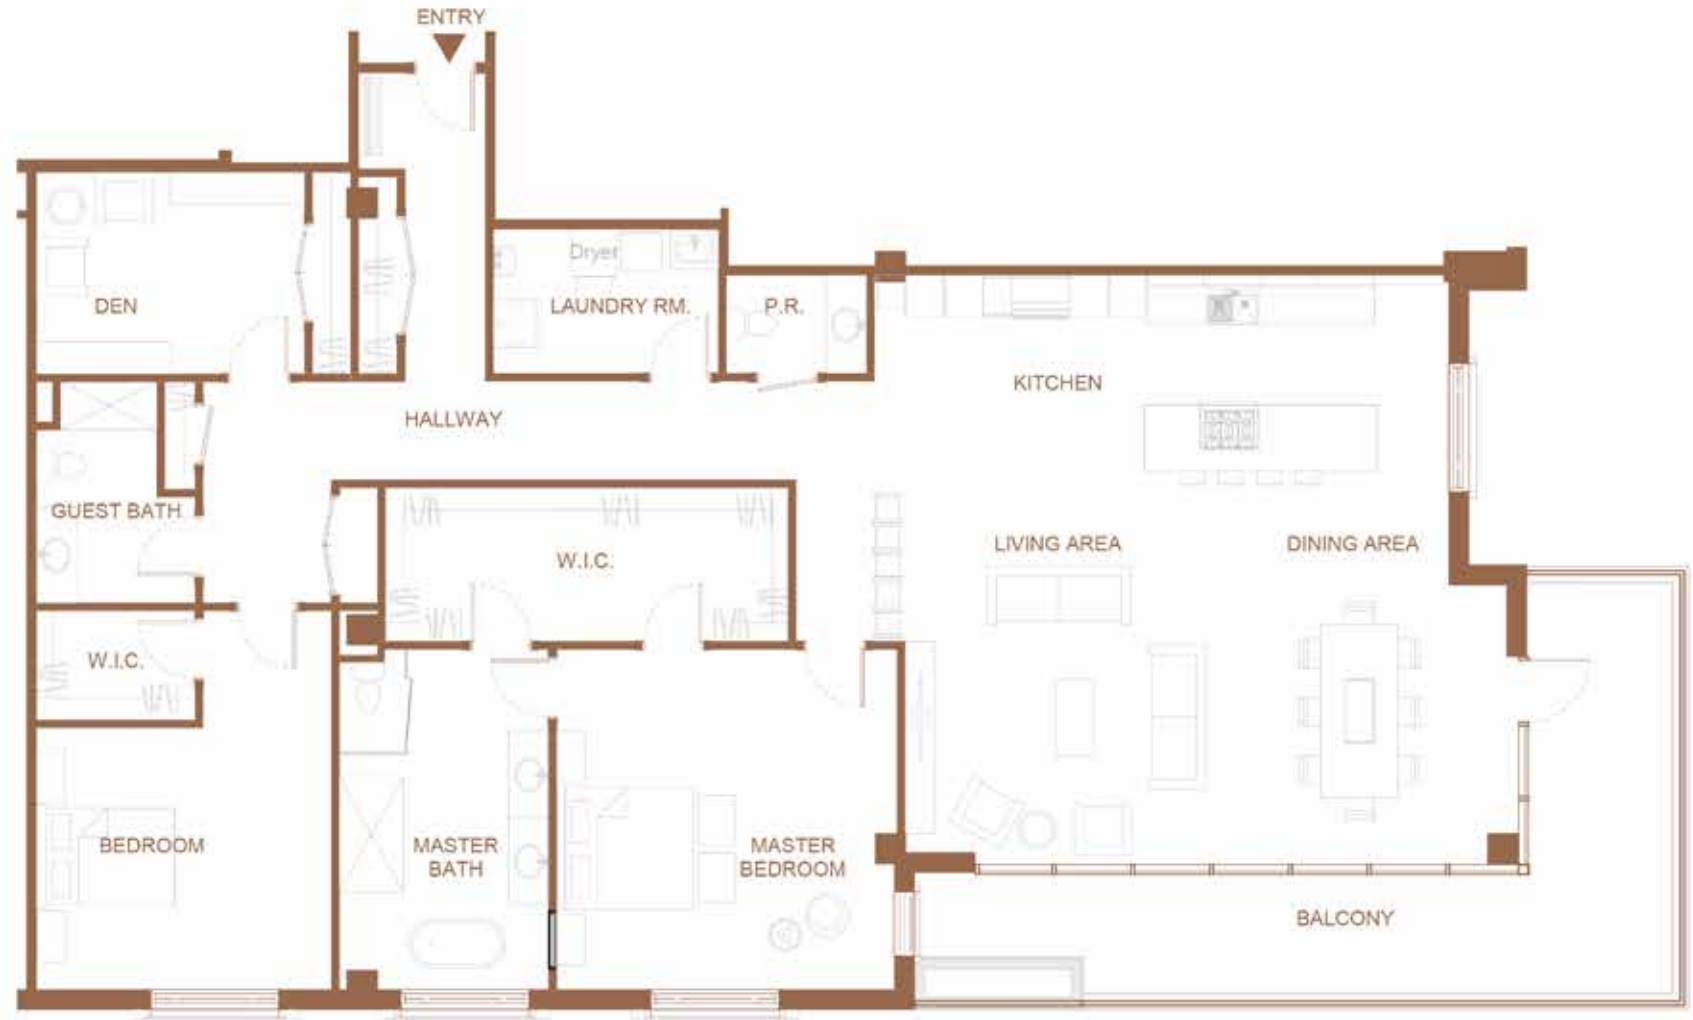 ENTRY
Dryer
DEN
LAUNDRY RM.
P.R.
KITCHEN
HALLWAY
GUEST BATH
LIVING AREA
DINING AREA
W.I.C.
W.I.C.
BEDROOM
MASTER
BATH
MASTER
BEDROOM
BALCONY